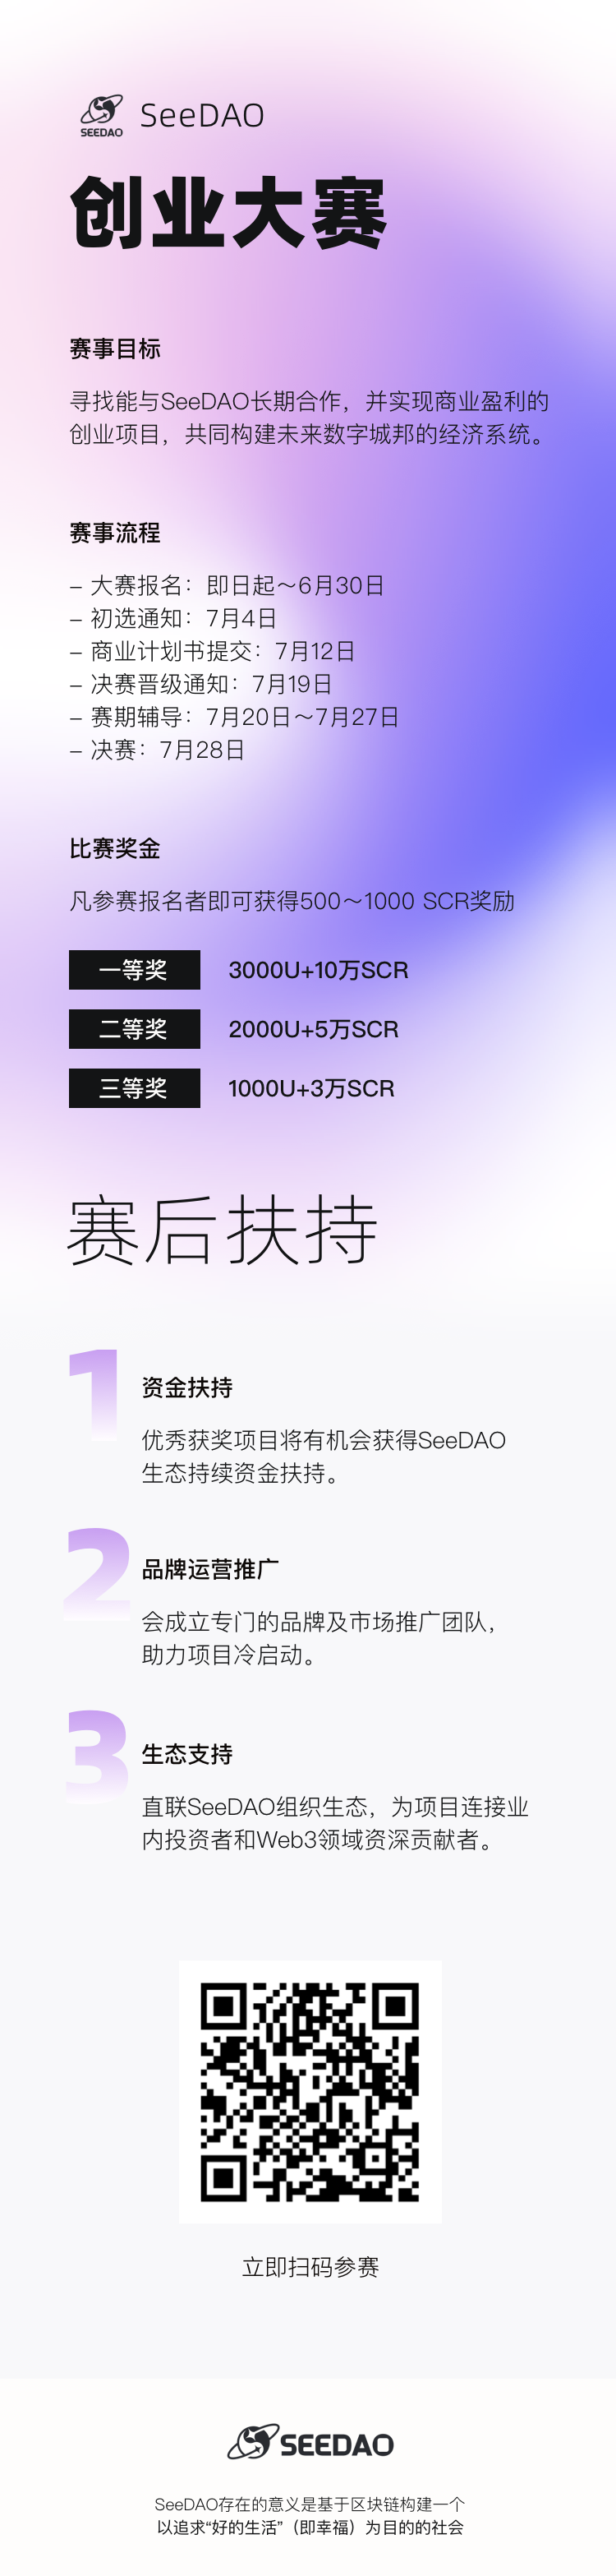 SEEDAO SeeDAO
创业大赛
赛事目标
寻找能与SeeDAO长期合作，并实现商业盈利的
创业项目，共同构建未来数字城邦的经济系统。
赛事流程
– 大赛报名：即日起～6月30日
– 初选通知：7月4日
– 商业计划书提交：7月12日
– 决赛晋级通知：7月19日
– 赛期辅导：7月20日～7月27日
– 决赛：7月28日
比赛奖金
凡参赛报名者即可获得500～1000 SCR奖励
一等奖 3000U+10万SCR
二等奖 2000U+5万SCR
三等奖 1000U+3万SCR
赛后扶持
1 资金扶持
优秀获奖项目将有机会获得SeeDAO
生态持续资金扶持。
2 品牌运营推广
会成立专门的品牌及市场推广团队，
助力项目冷启动。
3 生态支持
直联SeeDAO组织生态，为项目连接业
内投资者和Web3领域资深贡献者。
立即扫码参赛
SEEDAO
SeeDAO存在的意义是基于区块链构建一个
以追求“好的生活”（即幸福）为目的的社会